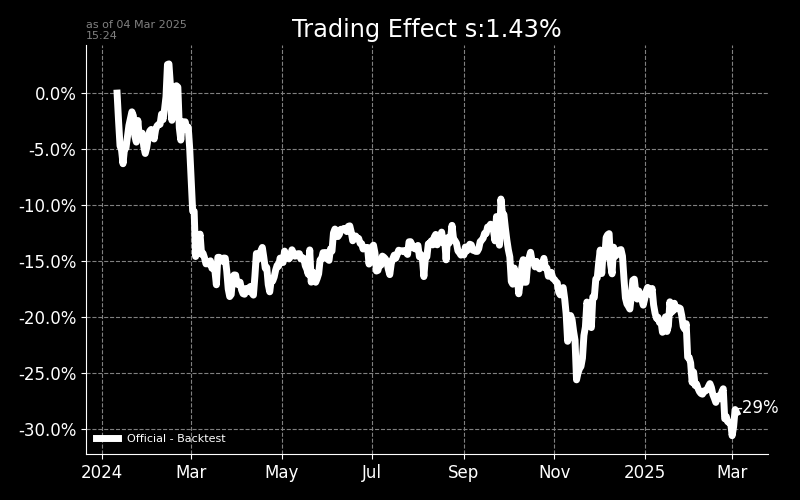 as of 04 Mar 2025
15:24
Trading Effect s:1.43%
0.0%
-5.0%
-10.0%
-15.0%
-20.0%
-25.0%
-30.0%
-29%
Official - Backtest
2024 Mar May Jul Sep Nov 2025 Mar